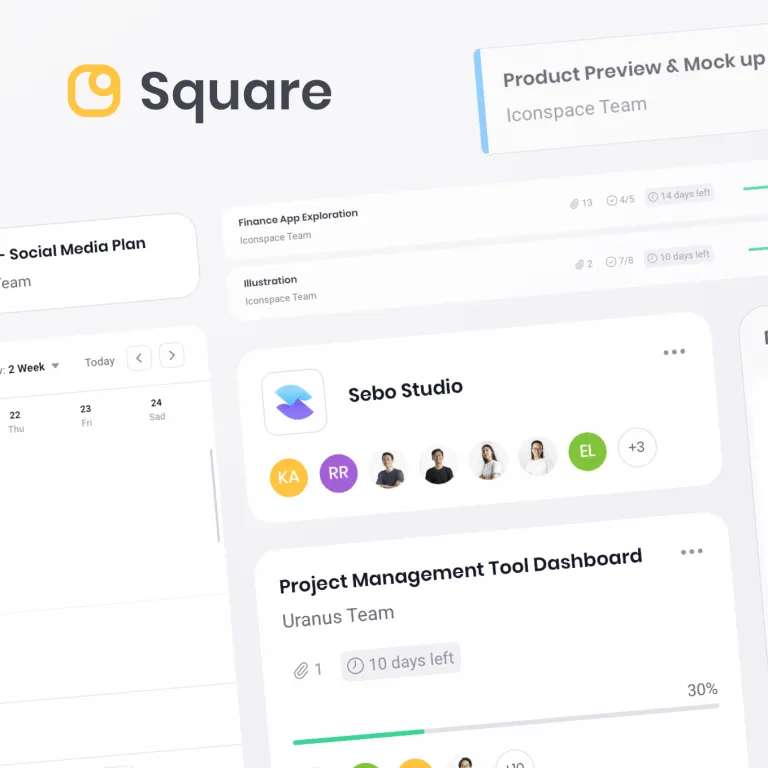 Square
Product Preview & Mock up
Iconspace Team
Finance App Exploration
Iconspace Team
13
4/5
14 days left
Illustration
Iconspace Team
2
7/8
10 days left
- Social Media Plan
Team
2 Week
Today
22
Thu
23
Fri
24
Sad
Sebo Studio
KA
RR
EL
+3
Project Management Tool Dashboard
Uranus Team
1
10 days left
30%
+10